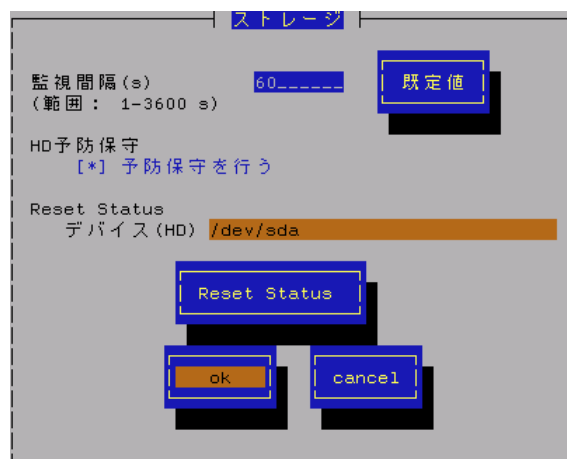 ストレージ
監視間隔(s) 60______ 既定値
(範囲: 1-3600 s)
HD予防保守
[*] 予防保守を行う
Reset Status
デバイス(HD) /dev/sda
Reset Status
ok cancel